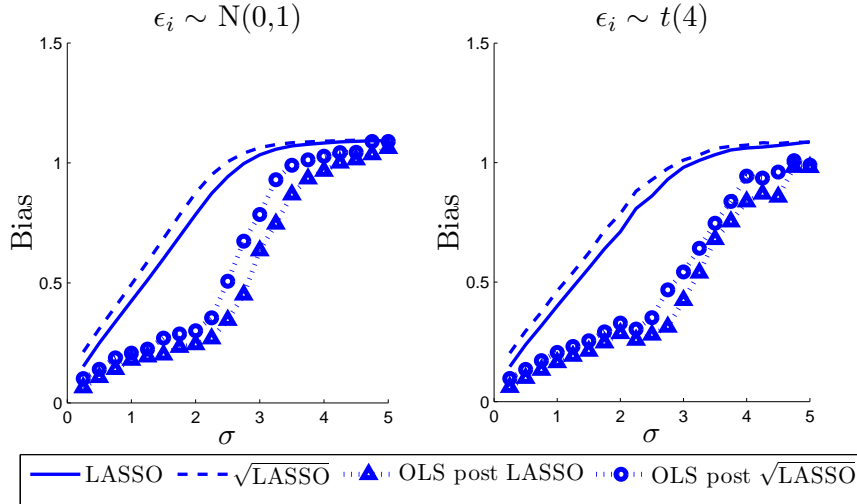 ϵᵢ ∼ N(0,1)
1.5
1
0.5
0
Bias
0 1 2 3 4 5
σ
ϵᵢ ∼ t(4)
1.5
1
0.5
0
Bias
0 1 2 3 4 5
σ
LASSO √LASSO OLS post LASSO OLS post √LASSO